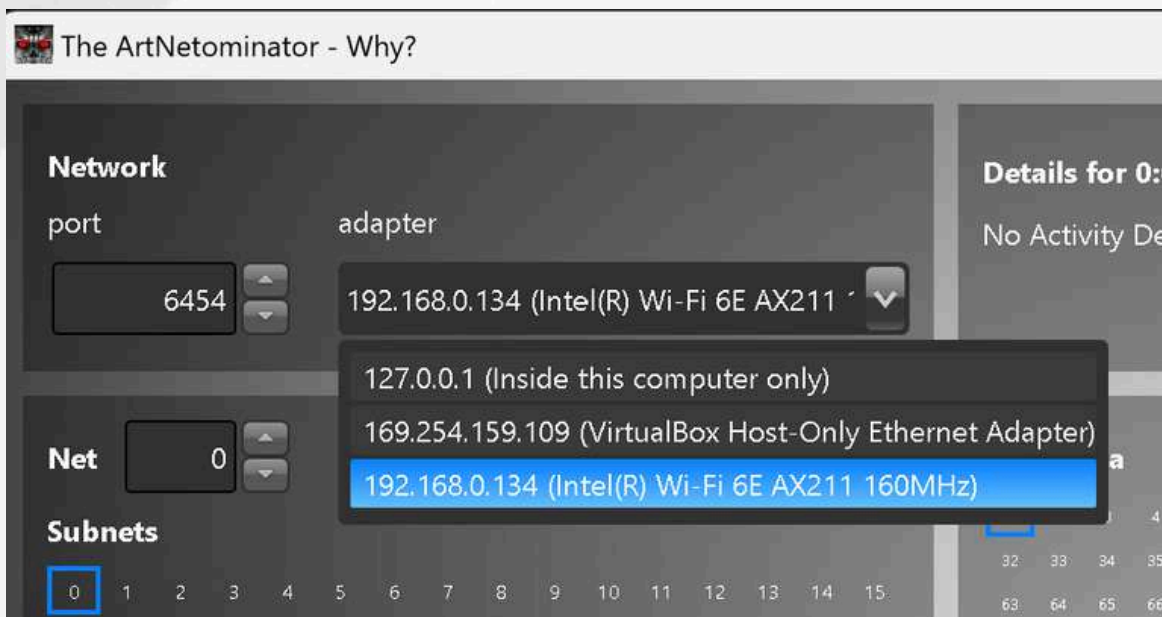 The ArtNetominator - Why?
Network
port
adapter
6454
192.168.0.134 (Intel(R) Wi-Fi 6E AX211
127.0.0.1 (Inside this computer only)
169.254.159.109 (VirtualBox Host-Only Ethernet Adapter)
192.168.0.134 (Intel(R) Wi-Fi 6E AX211 160MHz)
Net
0
Subnets
0 1 2 3 4 5 6 7 8 9 10 11 12 13 14 15
Details for 0:
No Activity De
a
4
32 33 34 35
63 64 65 66